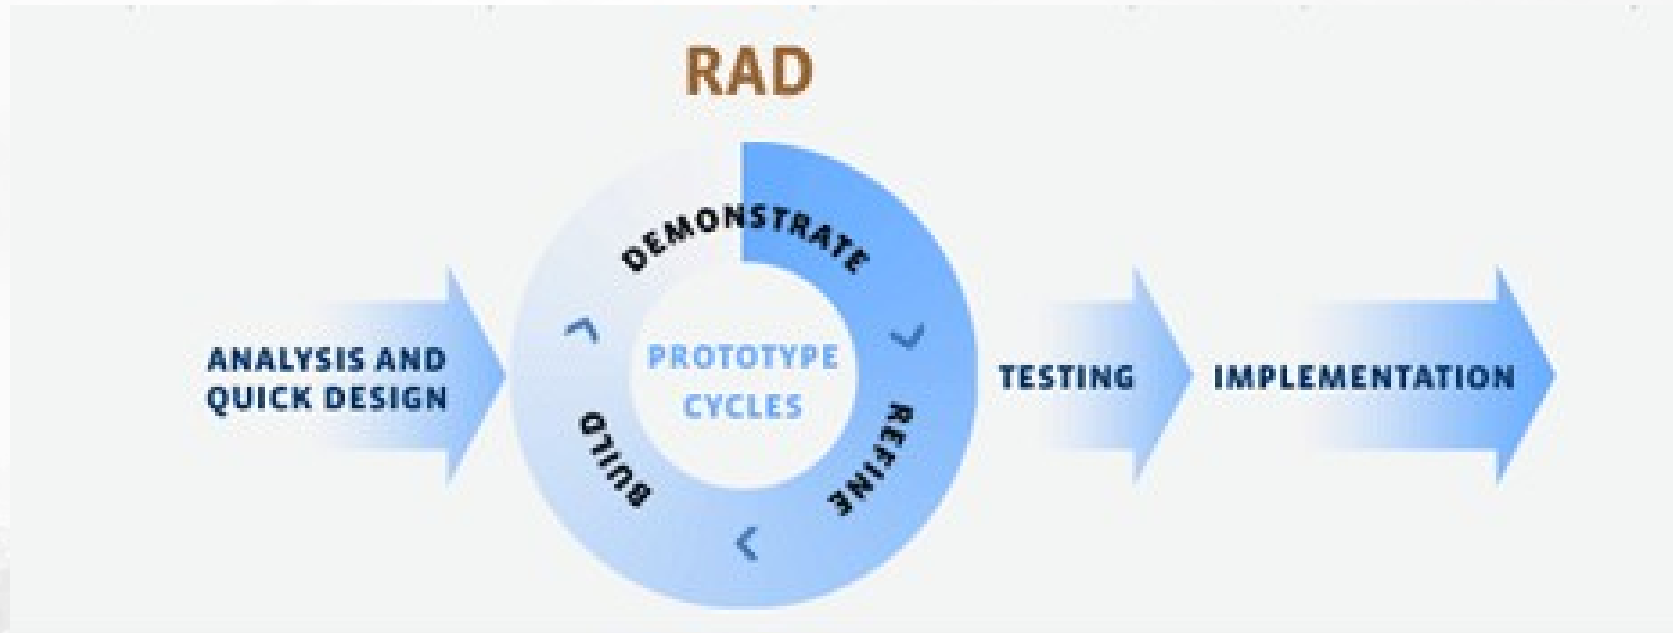 RAD
ANALYSIS AND
QUICK DESIGN
DEMONSTRATE
REFINE
BUILD
PROTOTYPE
CYCLES
TESTING
IMPLEMENTATION